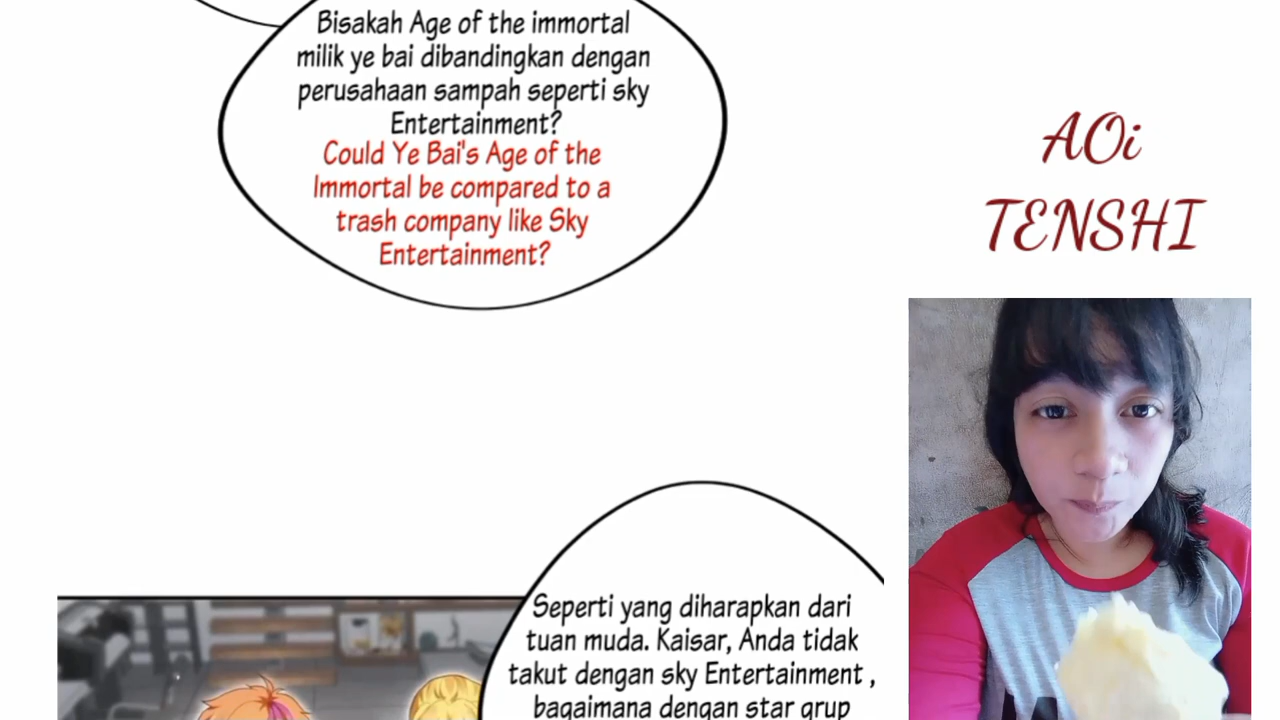 Bisakah Age of the immortal
milik ye bai dibandingkan dengan
perusahaan sampah seperti sky
Entertainment?
Could Ye Bai's Age of the
Immortal be compared to a
trash company like Sky
Entertainment?
AOi
TENSHI
Seperti yang diharapkan dari
tuan muda. Kaisar, Anda tidak
takut dengan sky Entertainment ,
bagaimana dengan star grup